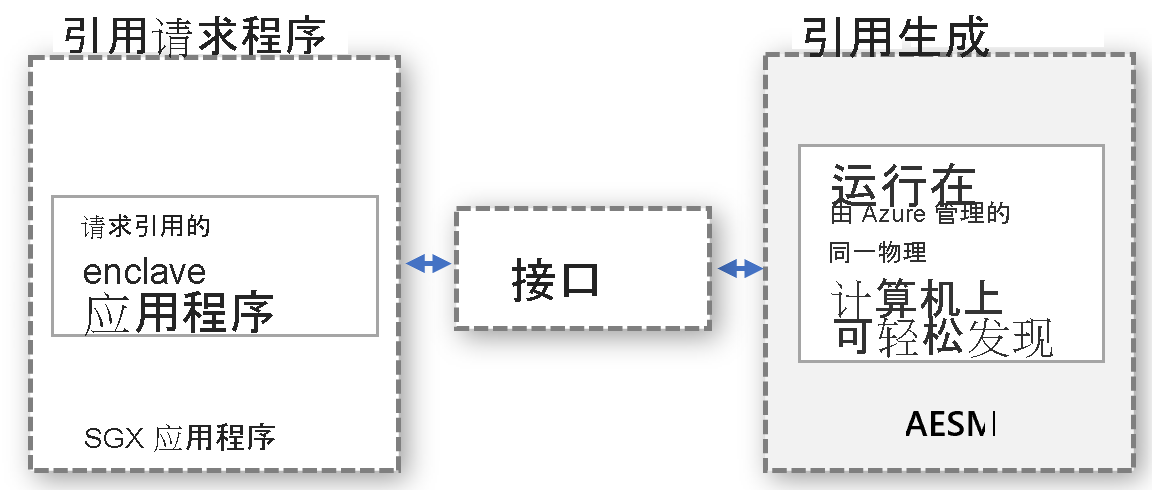 引用请求程序
请求引用的
enclave
应用程序
SGX 应用程序
接口
引用生成
运行在
由 Azure 管理的
同一物理
计算机上
可轻松发现
AESM